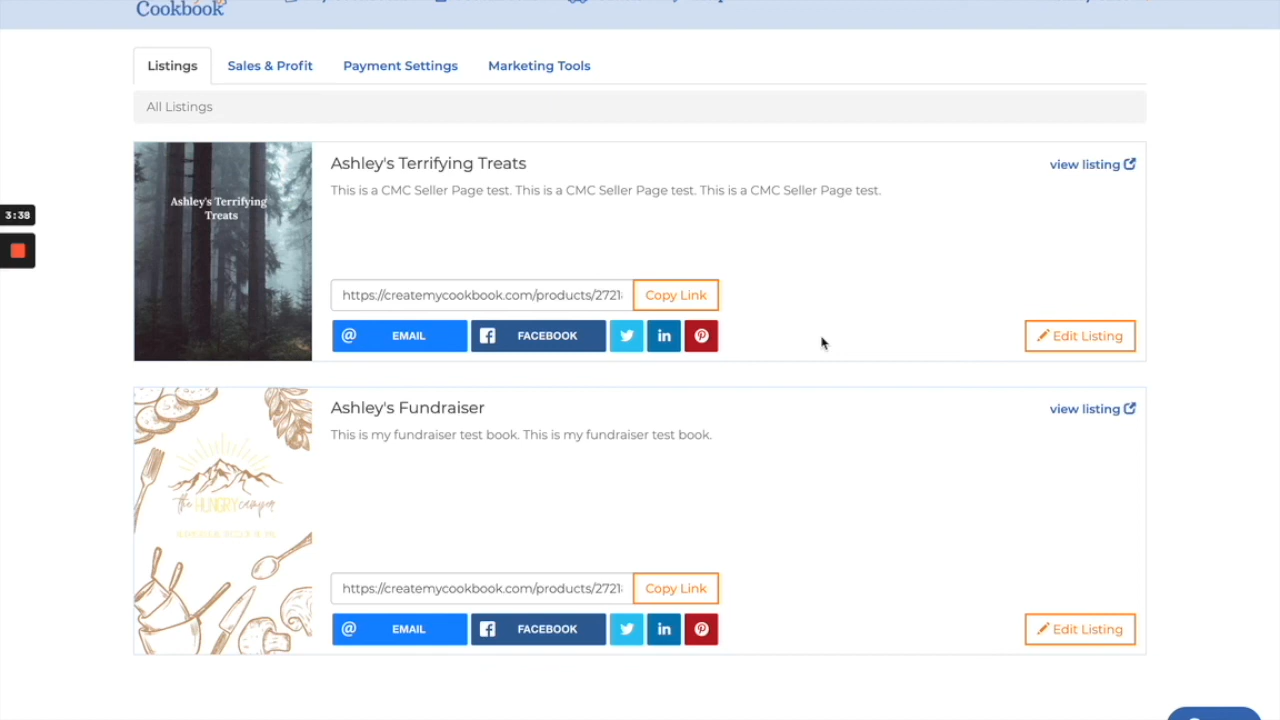 Cookbook
Listings
Sales & Profit
Payment Settings
Marketing Tools
All Listings
Ashley's Terrifying
Treats
Ashley's Terrifying Treats
view listing
This is a CMC Seller Page test. This is a CMC Seller Page test. This is a CMC Seller Page test.
3:38
https://createmycookbook.com/products/2721
Copy Link
@ EMAIL
FACEBOOK
in
Edit Listing
the HUNGRY camper
Ashley's Fundraiser
view listing
This is my fundraiser test book. This is my fundraiser test book.
https://createmycookbook.com/products/2721
Copy Link
@ EMAIL
FACEBOOK
in
Edit Listing